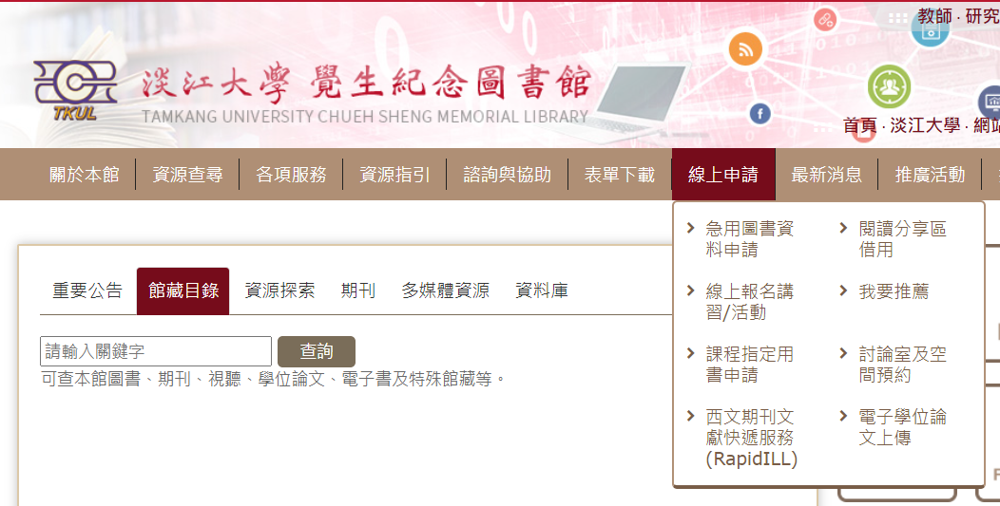 教師 · 研究
TKUL
淡江大學 覺生紀念圖書館
TAMKANG UNIVERSITY CHUEH SHENG MEMORIAL LIBRARY
首頁 · 淡江大學 · 網站
關於本館 資源查尋 各項服務 資源指引 諮詢與協助 表單下載 線上申請 最新消息 推廣活動
急用圖書資
料申請
閱讀分享區
借用
線上報名講
習/活動
我要推薦
課程指定用
書申請
討論室及空
間預約
西文期刊文
獻快遞服務
(RapidILL)
電子學位論
文上傳
重要公告 館藏目錄 資源探索 期刊 多媒體資源 資料庫
請輸入關鍵字 查詢
可查本館圖書、期刊、視聽、學位論文、電子書及特殊館藏等。